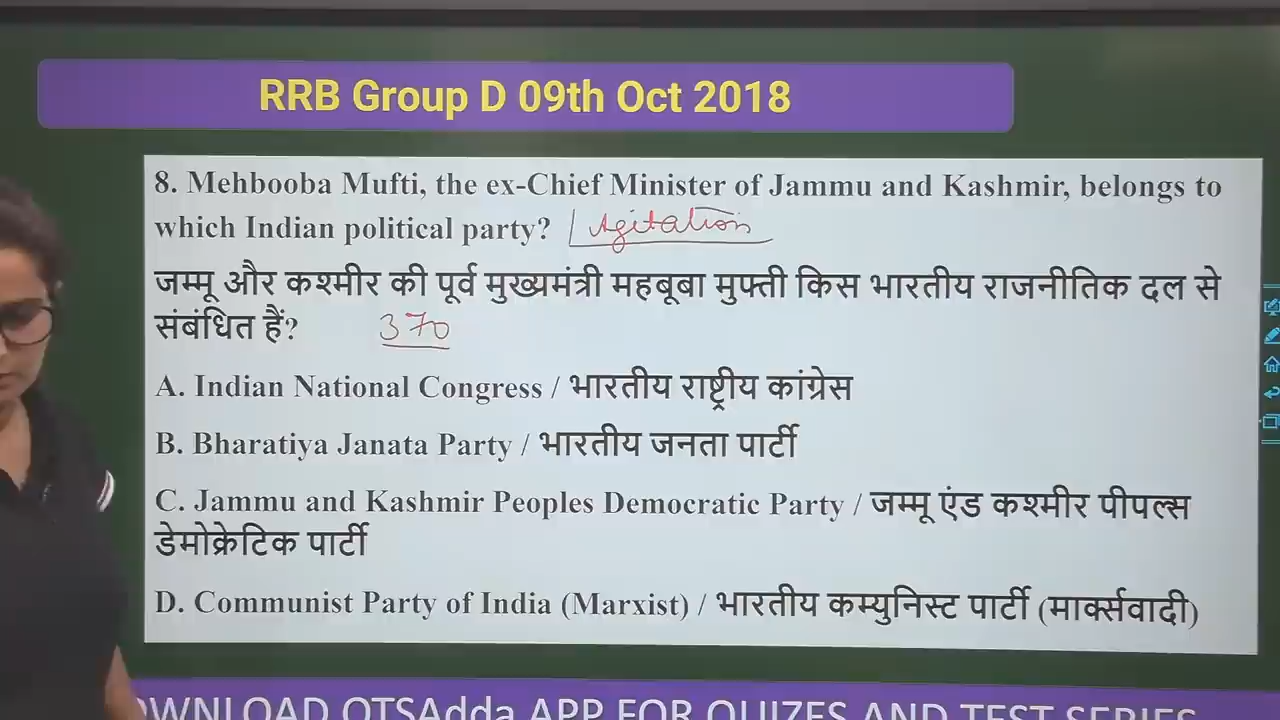 RRB Group D 09th Oct 2018
8. Mehbooba Mufti, the ex-Chief Minister of Jammu and Kashmir, belongs to
which Indian political party? Agitation
जम्मू और कश्मीर की पूर्व मुख्यमंत्री महबूबा मुफ्ती किस भारतीय राजनीतिक दल से
संबंधित हैं? 370
A. Indian National Congress / भारतीय राष्ट्रीय कांग्रेस
B. Bharatiya Janata Party / भारतीय जनता पार्टी
C. Jammu and Kashmir Peoples Democratic Party / जम्मू एंड कश्मीर पीपल्स
डेमोक्रेटिक पार्टी
D. Communist Party of India (Marxist) / भारतीय कम्युनिस्ट पार्टी (मार्क्सवादी)
OWNLOAD OTSAdda APP FOR QUIZES AND TEST SERIES